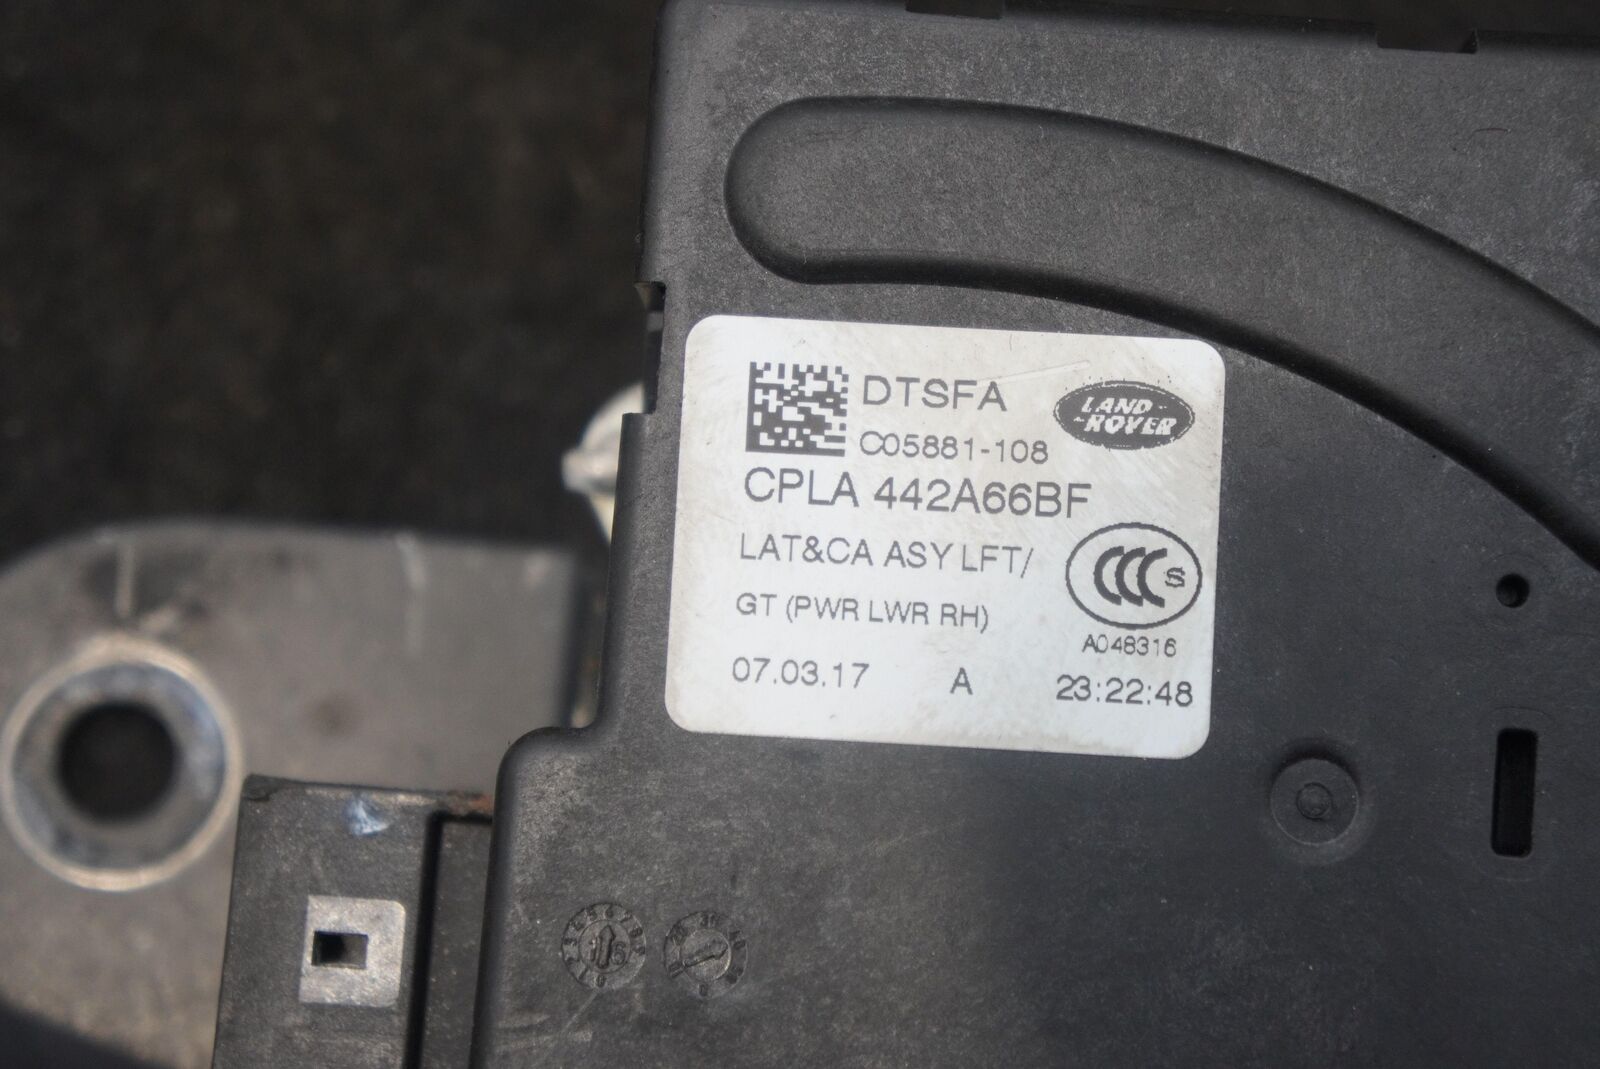 DTSFA
LAND-
-ROVER
C05881-108
CPLA 442A66BF
LAT&CA ASY LFT/
S
GT (PWR LWR RH)
A048316
07.03.17 A 23:22:48